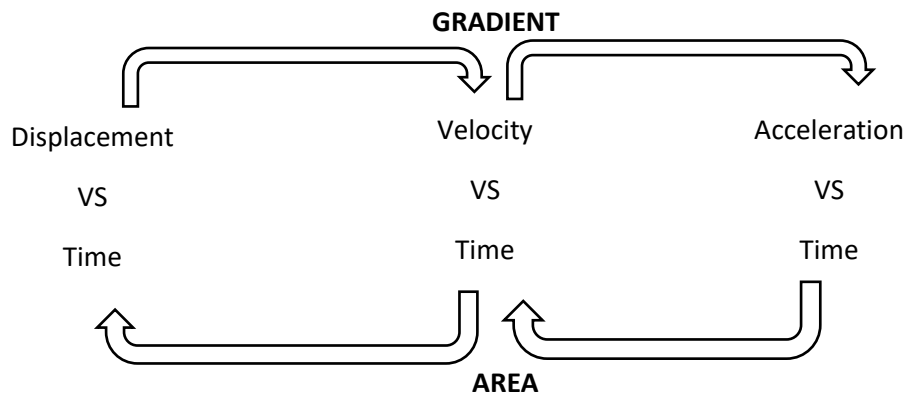 GRADIENT
Displacement
VS
Time
Velocity
VS
Time
Acceleration
VS
Time
AREA